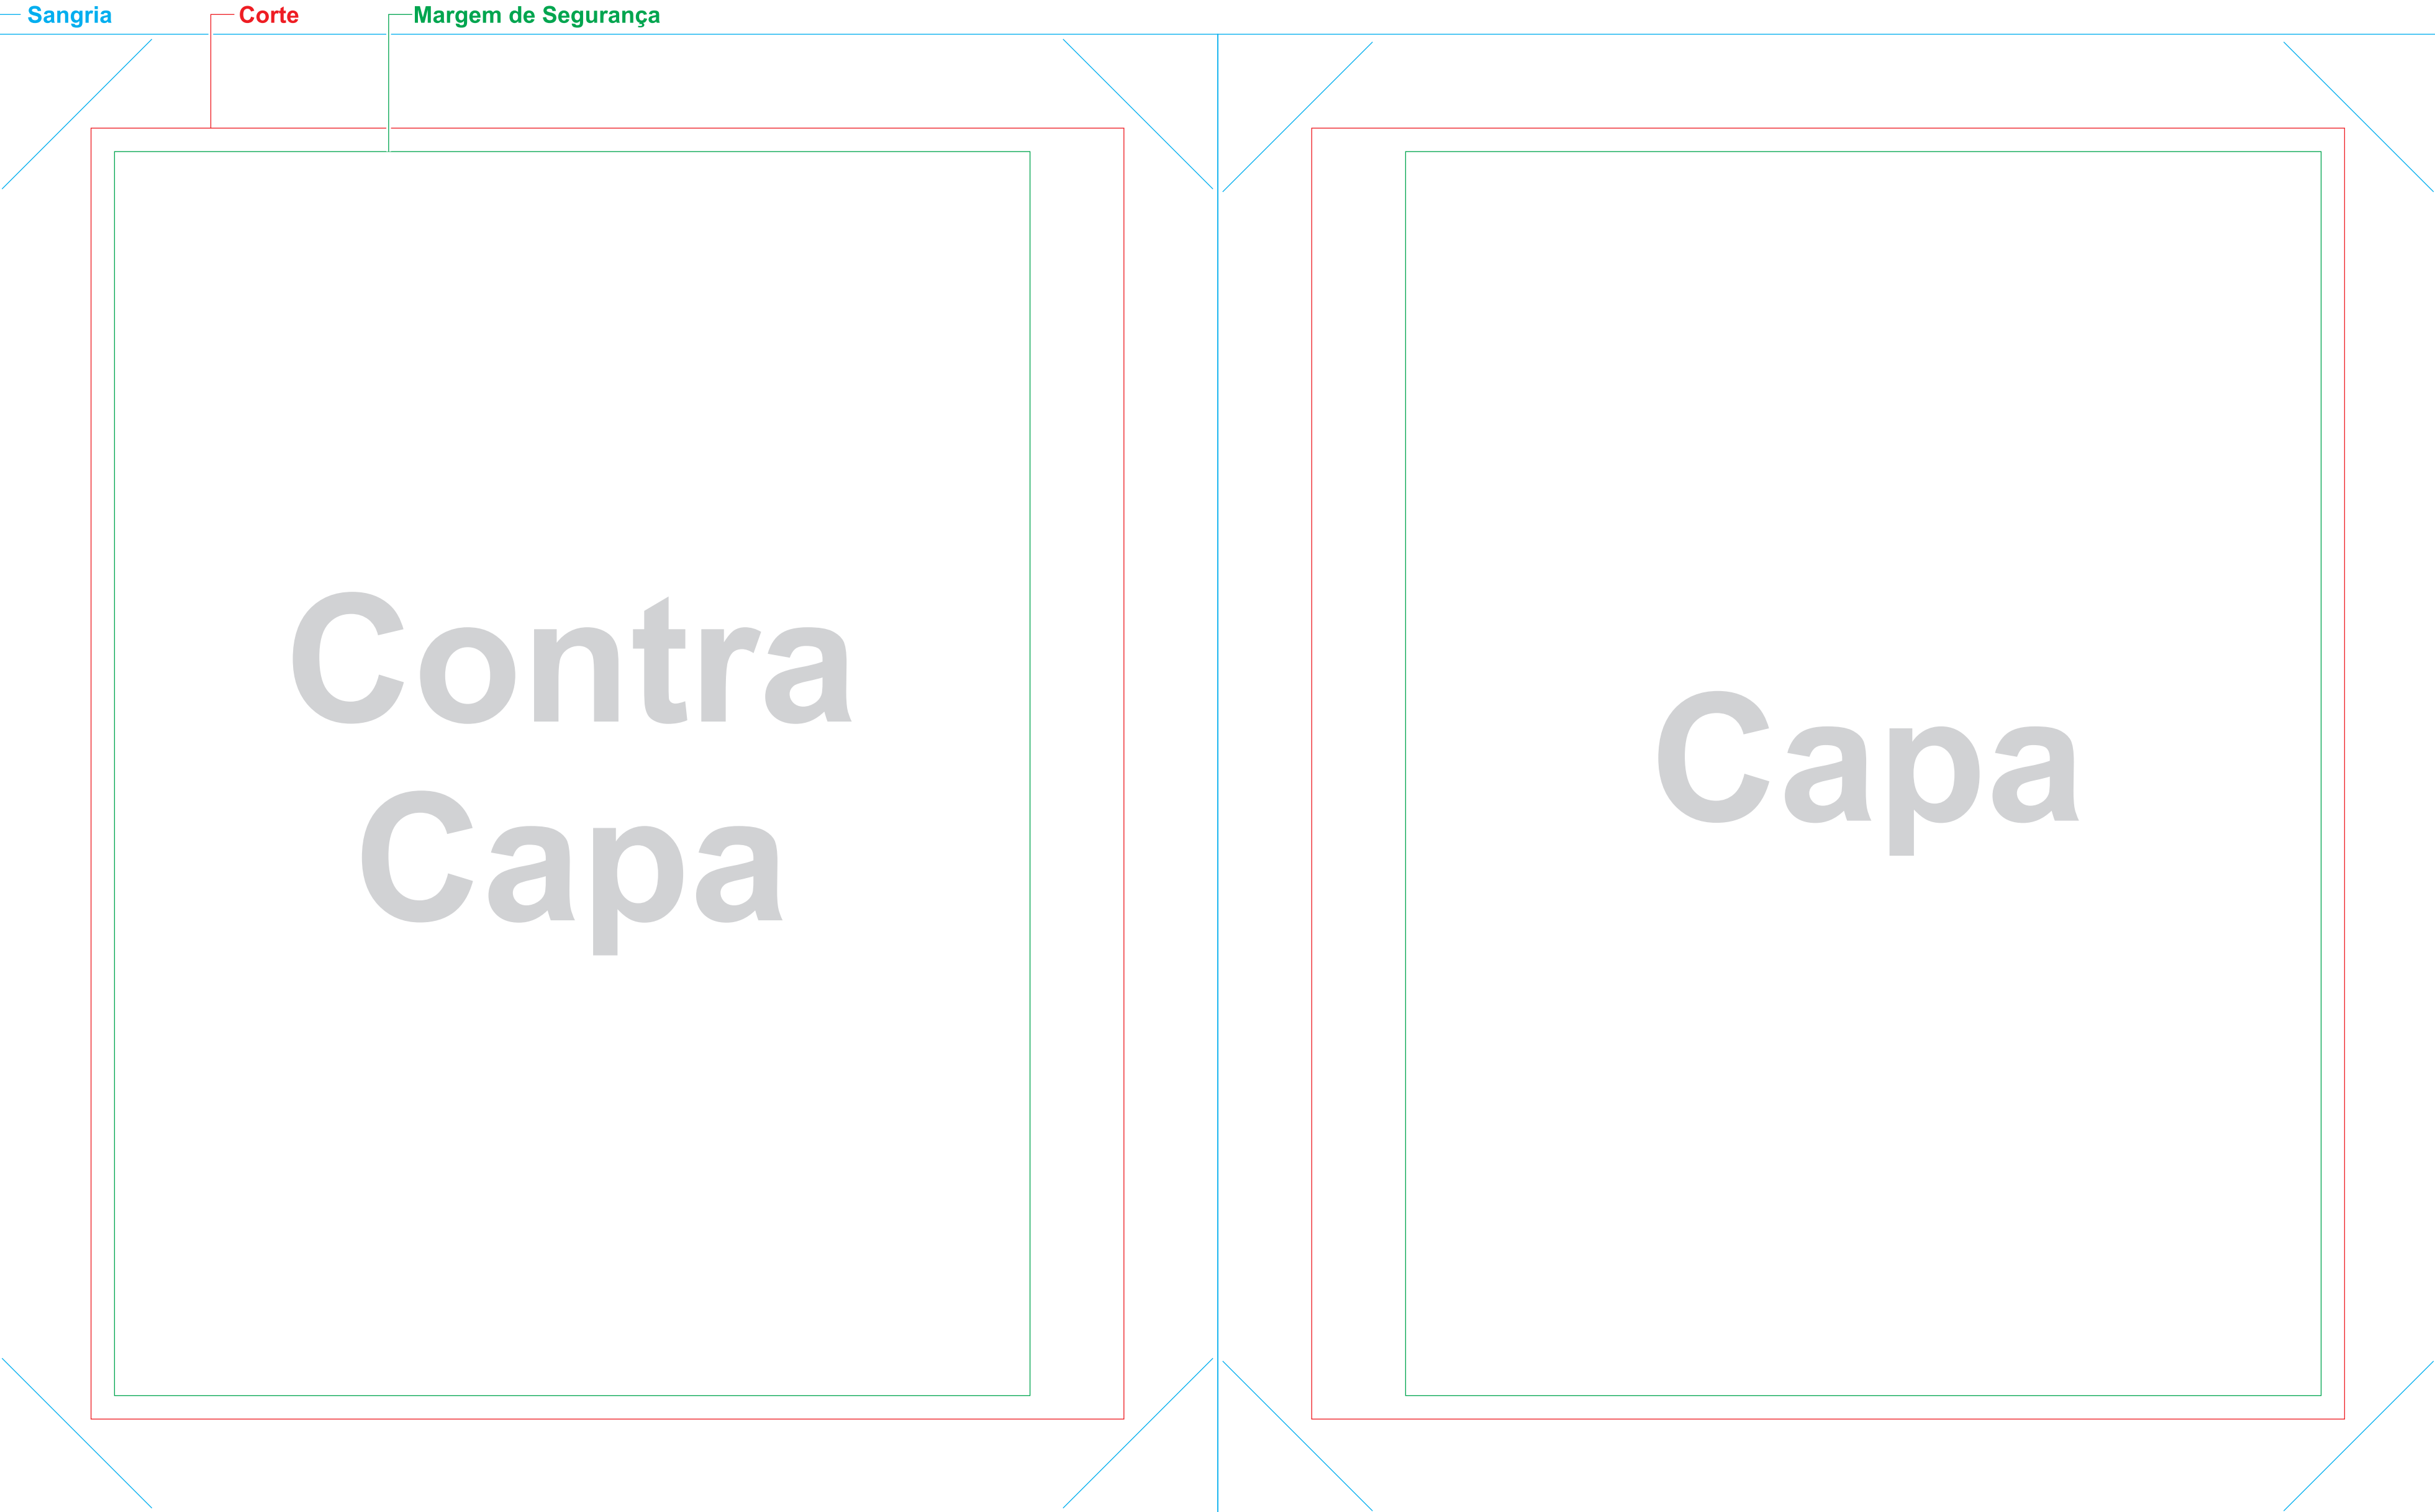 Sangria
Corte
Margem de Segurança
Contra
Capa
Capa